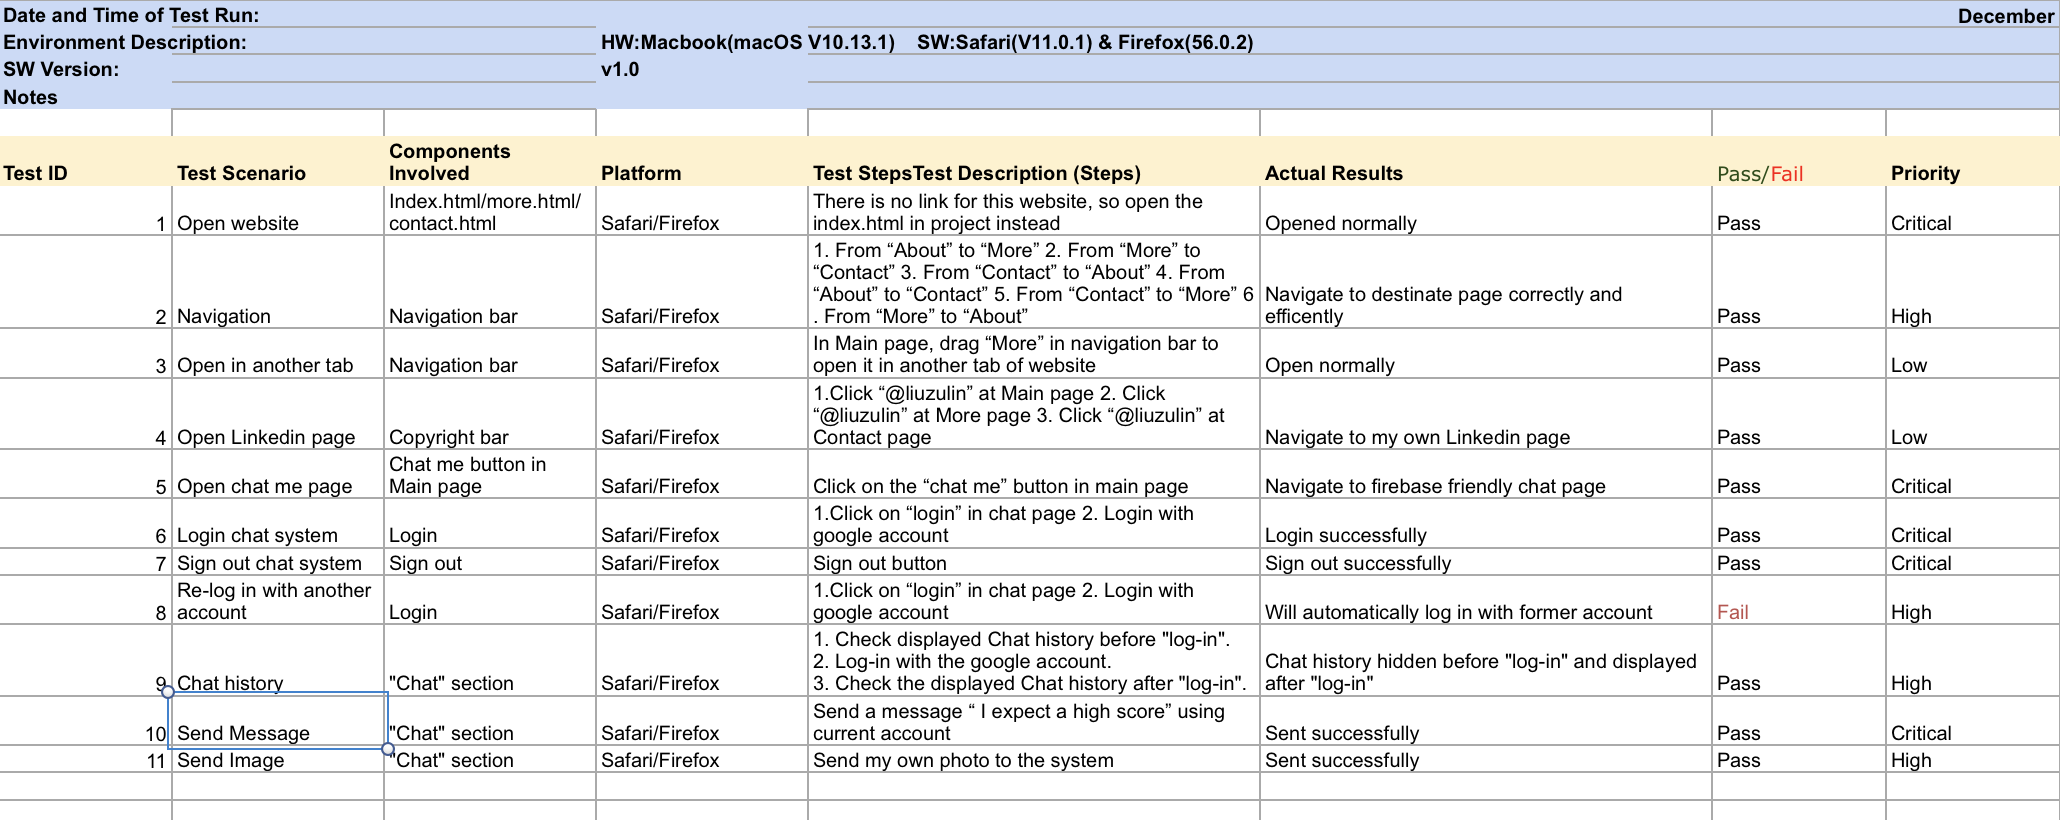 Date and Time of Test Run: December
Environment Description: HW:Macbook(macOS V10.13.1) SW:Safari(V11.0.1) & Firefox(56.0.2)
SW Version: v1.0
Notes
Test ID Test Scenario Components Involved Platform Test StepsTest Description (Steps) Actual Results Pass/Fail Priority
1 Open website Index.html/more.html/
contact.html Safari/Firefox There is no link for this website, so open the
index.html in project instead Opened normally Pass Critical
2 Navigation Navigation bar Safari/Firefox 1. From “About” to “More” 2. From “More” to
“Contact” 3. From “Contact” to “About” 4. From
“About” to “Contact” 5. From “Contact” to “More” 6
. From “More” to “About” Navigate to destinate page correctly and
efficently Pass High
3 Open in another tab Navigation bar Safari/Firefox In Main page, drag “More” in navigation bar to
open it in another tab of website Open normally Pass Low
4 Open Linkedin page Copyright bar Safari/Firefox 1.Click “@liuzulin” at Main page 2. Click
“@liuzulin” at More page 3. Click “@liuzulin” at
Contact page Navigate to my own Linkedin page Pass Low
5 Open chat me page Chat me button in
Main page Safari/Firefox Click on the “chat me” button in main page Navigate to firebase friendly chat page Pass Critical
6 Login chat system Login Safari/Firefox 1.Click on “login” in chat page 2. Login with
google account Login successfully Pass Critical
7 Sign out chat system Sign out Safari/Firefox Sign out button Sign out successfully Pass Critical
8 Re-log in with another
account Login Safari/Firefox 1.Click on “login” in chat page 2. Login with
google account Will automatically log in with former account Fail High
9 Chat history "Chat" section Safari/Firefox 1. Check displayed Chat history before "log-in".
2. Log-in with the google account.
3. Check the displayed Chat history after "log-in". Chat history hidden before "log-in" and displayed
after "log-in" Pass High
10 Send Message "Chat" section Safari/Firefox Send a message “ I expect a high score” using
current account Sent successfully Pass Critical
11 Send Image "Chat" section Safari/Firefox Send my own photo to the system Sent successfully Pass High